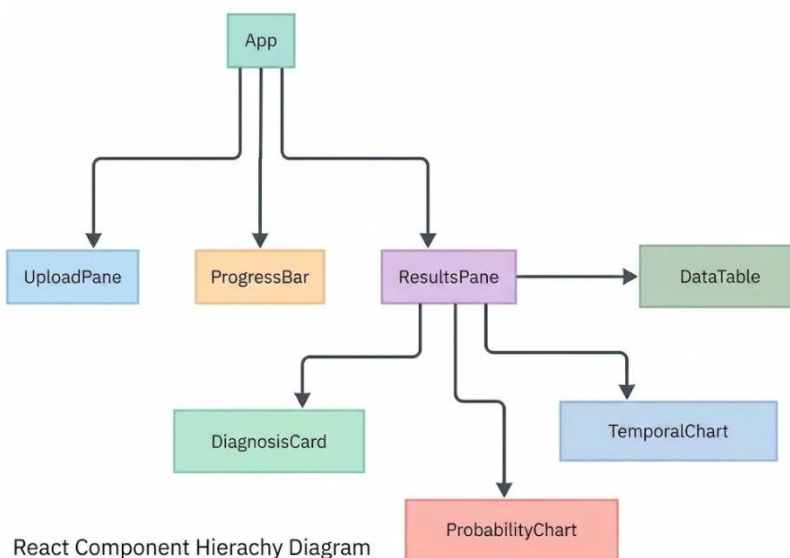 App
UploadPane
ProgressBar
ResultsPane
DataTable
DiagnosisCard
TemporalChart
ProbabilityChart
React Component Hierachy Diagram